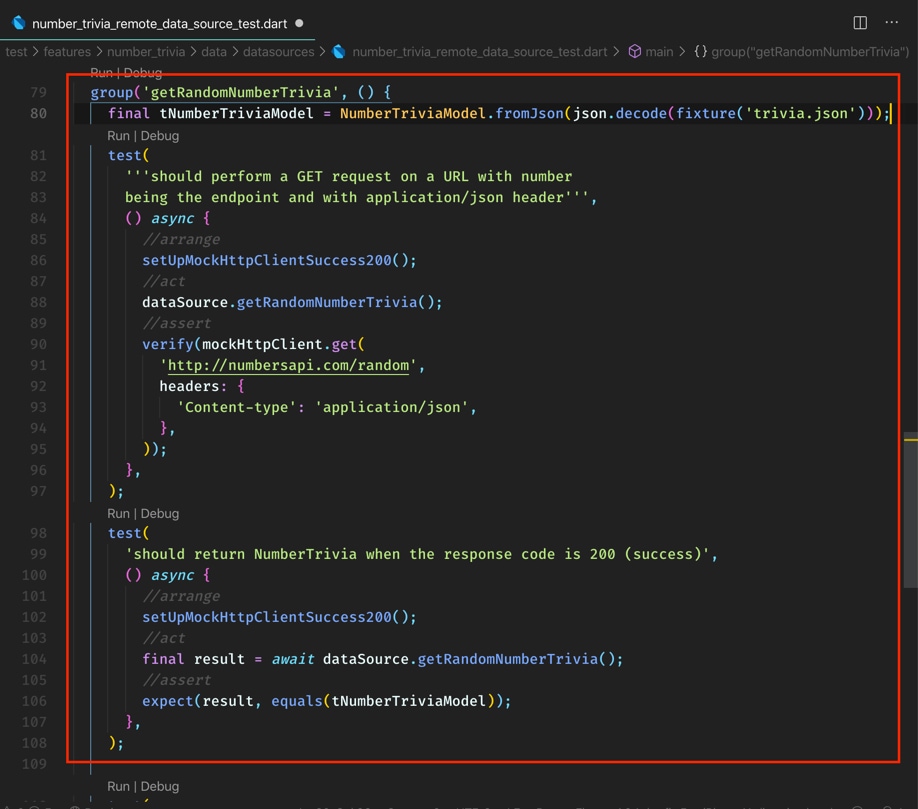 number_trivia_remote_data_source_test.dart
test > features > number_trivia > data > datasources > number_trivia_remote_data_source_test.dart > main > {} group("getRandomNumberTrivia")
Run | Debug
79 group('getRandomNumberTrivia', () {
80 final tNumberTriviaModel = NumberTriviaModel.fromJson(json.decode(fixture('trivia.json')));
Run | Debug
81 test(
82 '''should perform a GET request on a URL with number
83 being the endpoint and with application/json header''',
84 () async {
85 //arrange
86 setUpMockHttpClientSuccess200();
87 //act
88 dataSource.getRandomNumberTrivia();
89 //assert
90 verify(mockHttpClient.get(
91 'http://numbersapi.com/random',
92 headers: {
93 'Content-type': 'application/json',
94 },
95 ));
96 },
97 );
Run | Debug
98 test(
99 'should return NumberTrivia when the response code is 200 (success)',
100 () async {
101 //arrange
102 setUpMockHttpClientSuccess200();
103 //act
104 final result = await dataSource.getRandomNumberTrivia();
105 //assert
106 expect(result, equals(tNumberTriviaModel));
107 },
108 );
109
Run | Debug